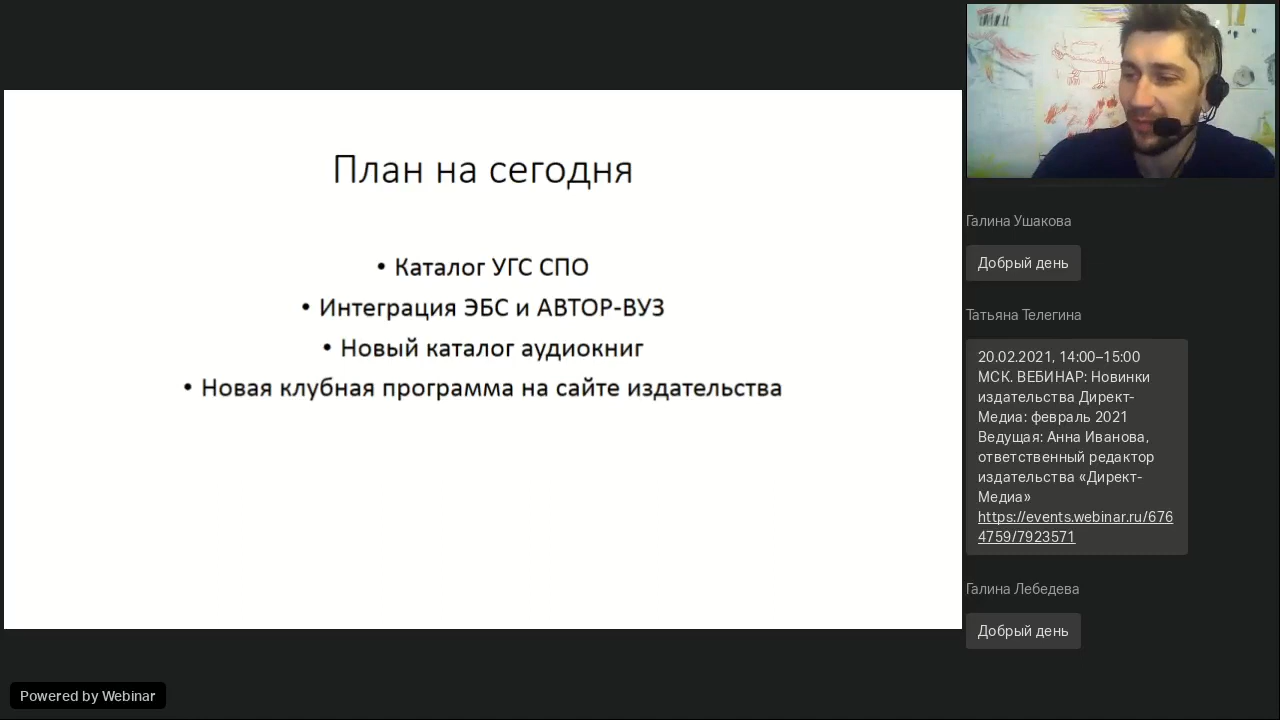 План на сегодня
• Каталог УГС СПО
• Интеграция ЭБС и АВТОР-ВУЗ
• Новый каталог аудиокниг
• Новая клубная программа на сайте издательства
Галина Ушакова
Добрый день
Татьяна Телегина
20.02.2021, 14:00–15:00
МСК. ВЕБИНАР: Новинки
издательства Директ-
Медиа: февраль 2021
Ведущая: Анна Иванова,
ответственный редактор
издательства «Директ-
Медиа»
https://events.webinar.ru/676
4759/7923571
Галина Лебедева
Добрый день
Powered by Webinar